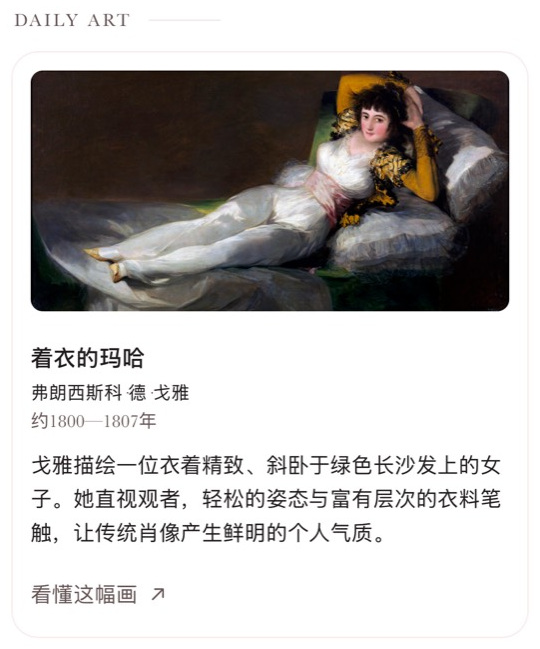 DAILY ART
着衣的玛哈
弗朗西斯科·德·戈雅
约1800—1807年
戈雅描绘一位衣着精致、斜卧于绿色长沙发上的女
子。她直视观者，轻松的姿态与富有层次的衣料笔
触，让传统肖像产生鲜明的个人气质。
看懂这幅画 ↗